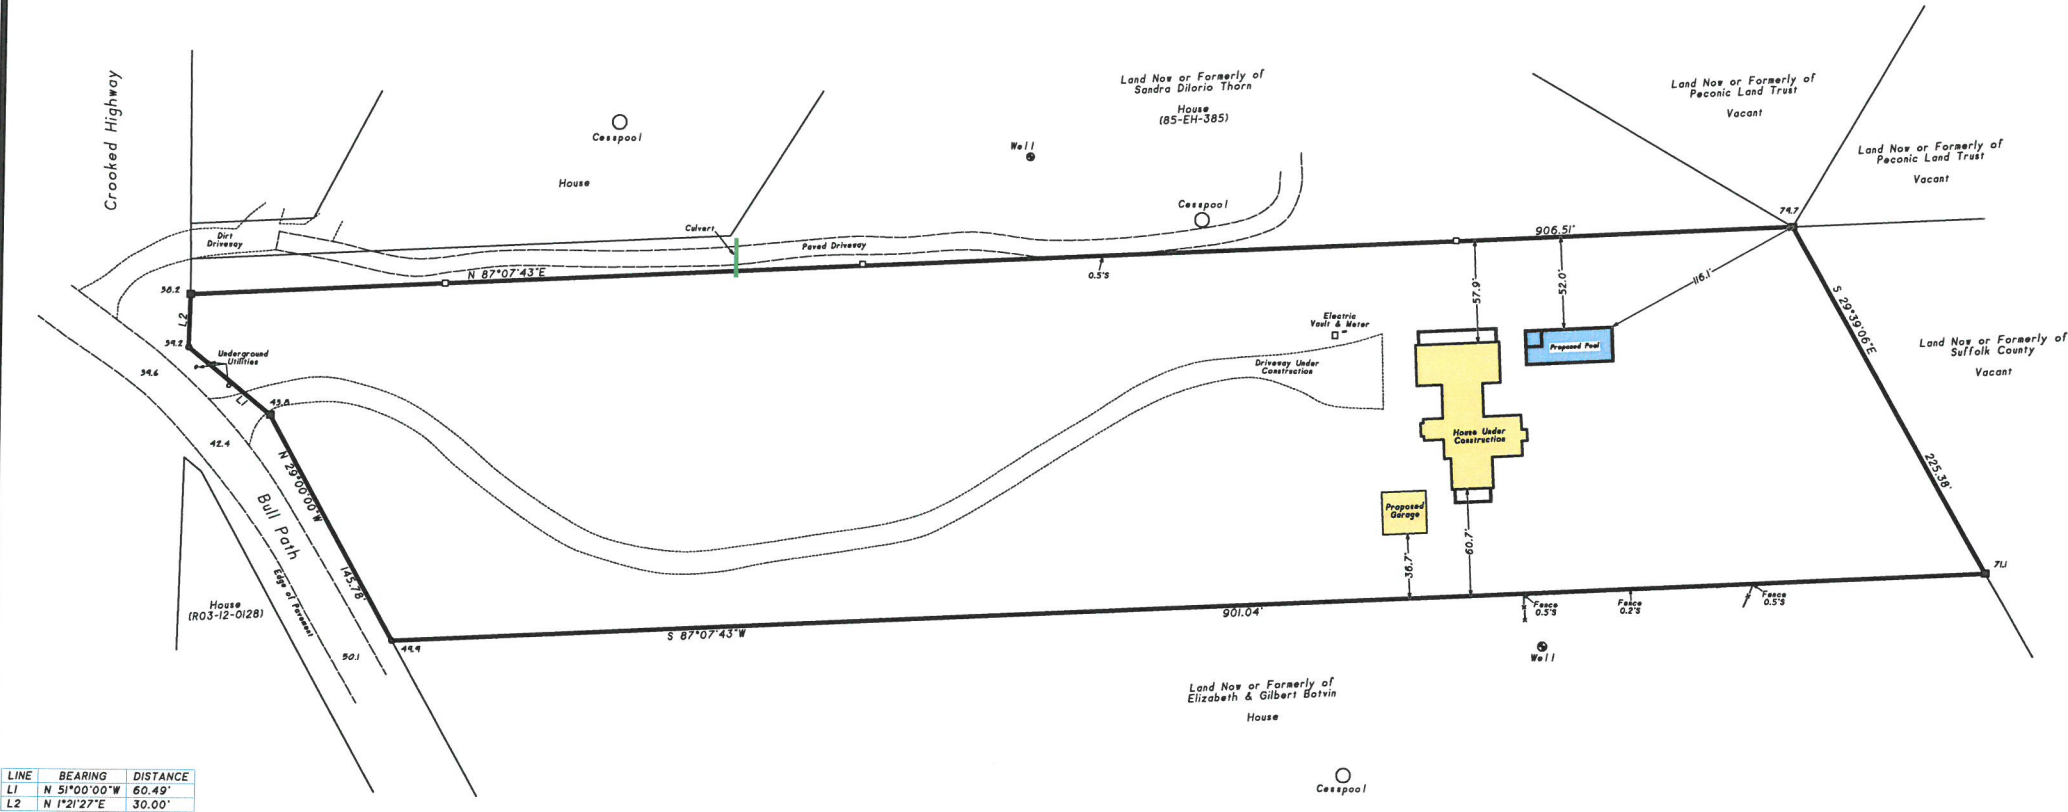 Crooked Highway
Cesspool
House
Land Now or Formerly of
Sandra DiIorio Thorn
House
(85-EH-385)
Well
Cesspool
Land Now or Formerly of
Peconic Land Trust
Vacant
Land Now or Formerly of
Peconic Land Trust
Vacant
74.7
Dirt
Driveway
Culvert
Paved Driveway
906.51'
N 87°07'43"E
0.5'S
38.2
L2
39.2
57.9'
52.0'
116.1'
S 29°39'06"E
225.38'
Underground
Utilities
39.6
L1
43.8
42.4
Electric
Vault & Meter
Driveway Under
Construction
Proposed Pool
Land Now or Formerly of
Suffolk County
Vacant
House Under
Construction
Proposed
Garage
N 29°00'00"W
145.78'
Bull Path
Edge of Pavement
36.7'
60.7'
71.1
House
(R03-12-0128)
50.1
49.9
S 87°07'43"W
901.04'
Fence
0.5'S
Fence
0.2'S
Fence
0.5'S
Well
Land Now or Formerly of
Elizabeth & Gilbert Botvin
House
Cesspool
LINE BEARING DISTANCE
L1 N 51°00'00"W 60.49'
L2 N 1°21'27"E 30.00'